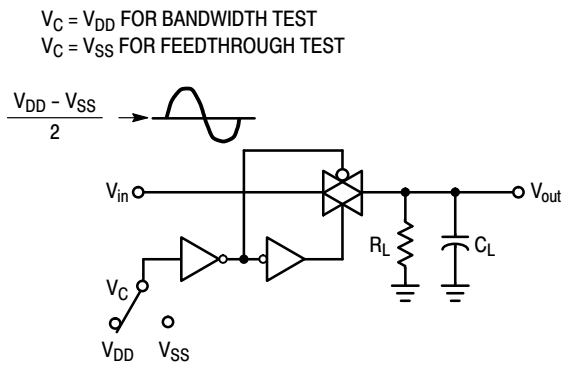 V_C = V_DD FOR BANDWIDTH TEST
V_C = V_SS FOR FEEDTHROUGH TEST
V_DD – V_SS
2
V_in
V_out
R_L
C_L
V_C
V_DD
V_SS